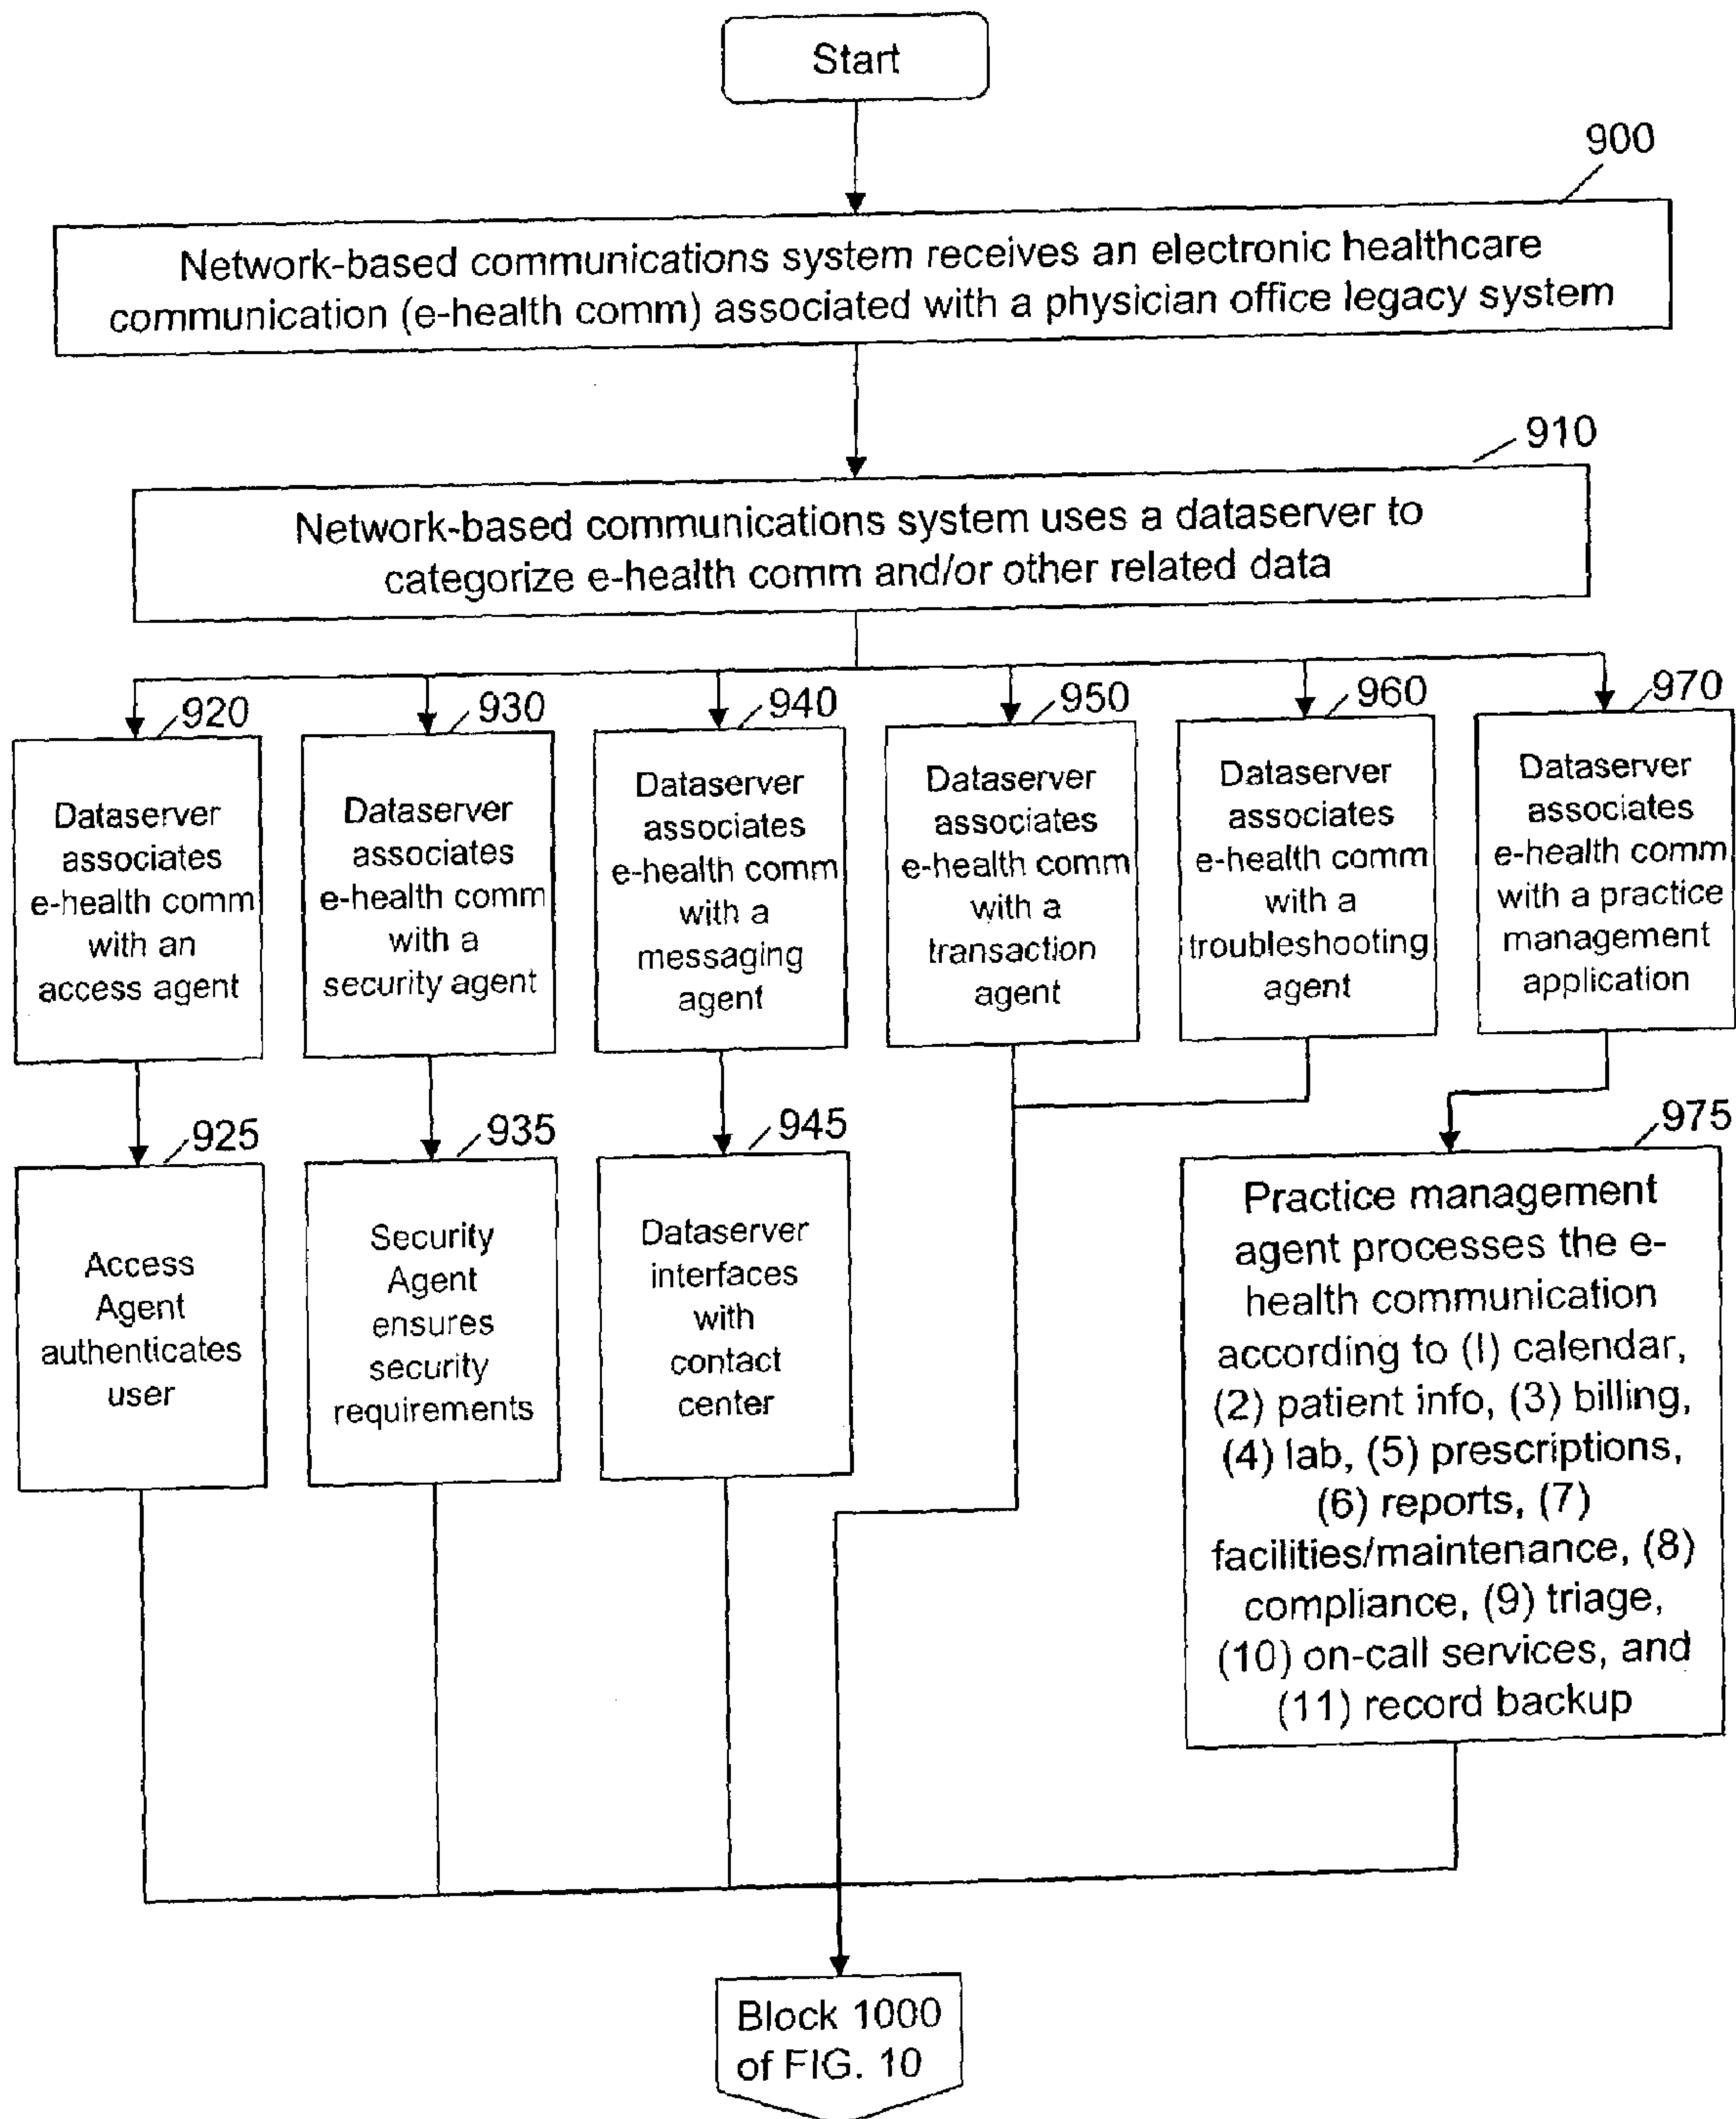 Start
900
Network-based communications system receives an electronic healthcare
communication (e-health comm) associated with a physician office legacy system
910
Network-based communications system uses a dataserver to
categorize e-health comm and/or other related data
920
Dataserver
associates
e-health comm
with an
access agent
930
Dataserver
associates
e-health comm
with a
security agent
940
Dataserver
associates
e-health comm
with a
messaging
agent
950
Dataserver
associates
e-health comm
with a
transaction
agent
960
Dataserver
associates
e-health comm
with a
troubleshooting
agent
970
Dataserver
associates
e-health comm
with a practice
management
application
925
Access
Agent
authenticates
user
935
Security
Agent
ensures
security
requirements
945
Dataserver
interfaces
with
contact
center
975
Practice management
agent processes the e-
health communication
according to (I) calendar,
(2) patient info, (3) billing,
(4) lab, (5) prescriptions,
(6) reports, (7)
facilities/maintenance, (8)
compliance, (9) triage,
(10) on-call services, and
(11) record backup
Block 1000
of FIG. 10